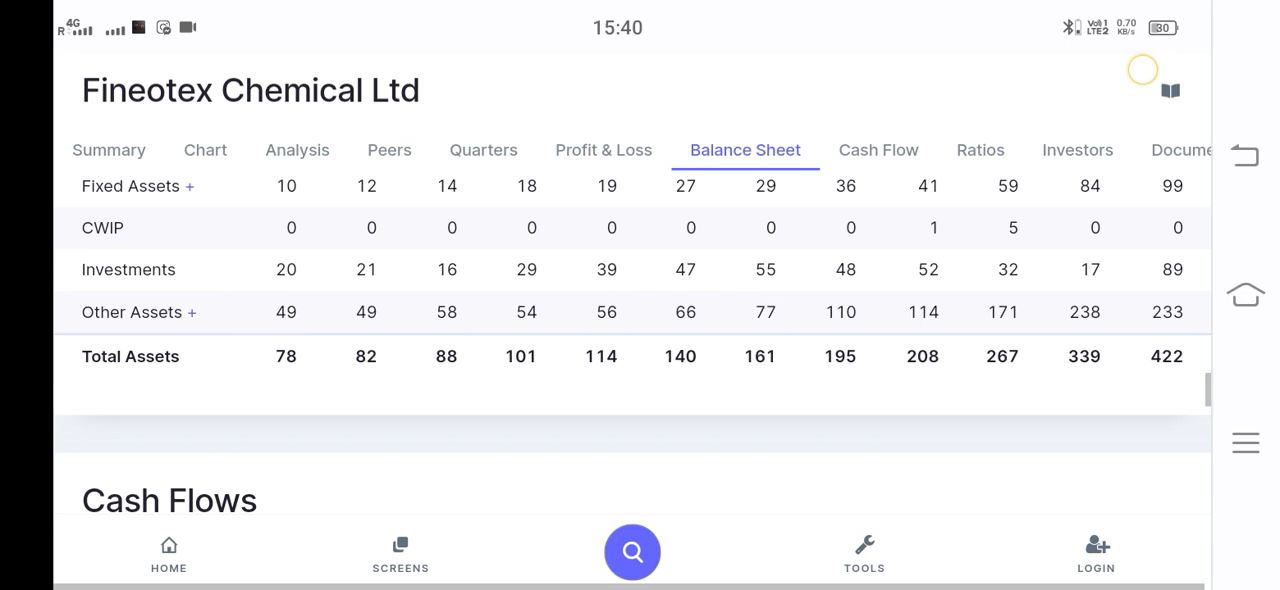 R 4G 15:40 Vo) 1 LTE2 0.70 KB/s 30
Fineotex Chemical Ltd
Summary Chart Analysis Peers Quarters Profit & Loss Balance Sheet Cash Flow Ratios Investors Docume
Fixed Assets + 10 12 14 18 19 27 29 36 41 59 84 99
CWIP 0 0 0 0 0 0 0 0 1 5 0 0
Investments 20 21 16 29 39 47 55 48 52 32 17 89
Other Assets + 49 49 58 54 56 66 77 110 114 171 238 233
Total Assets 78 82 88 101 114 140 161 195 208 267 339 422
Cash Flows
HOME SCREENS TOOLS LOGIN